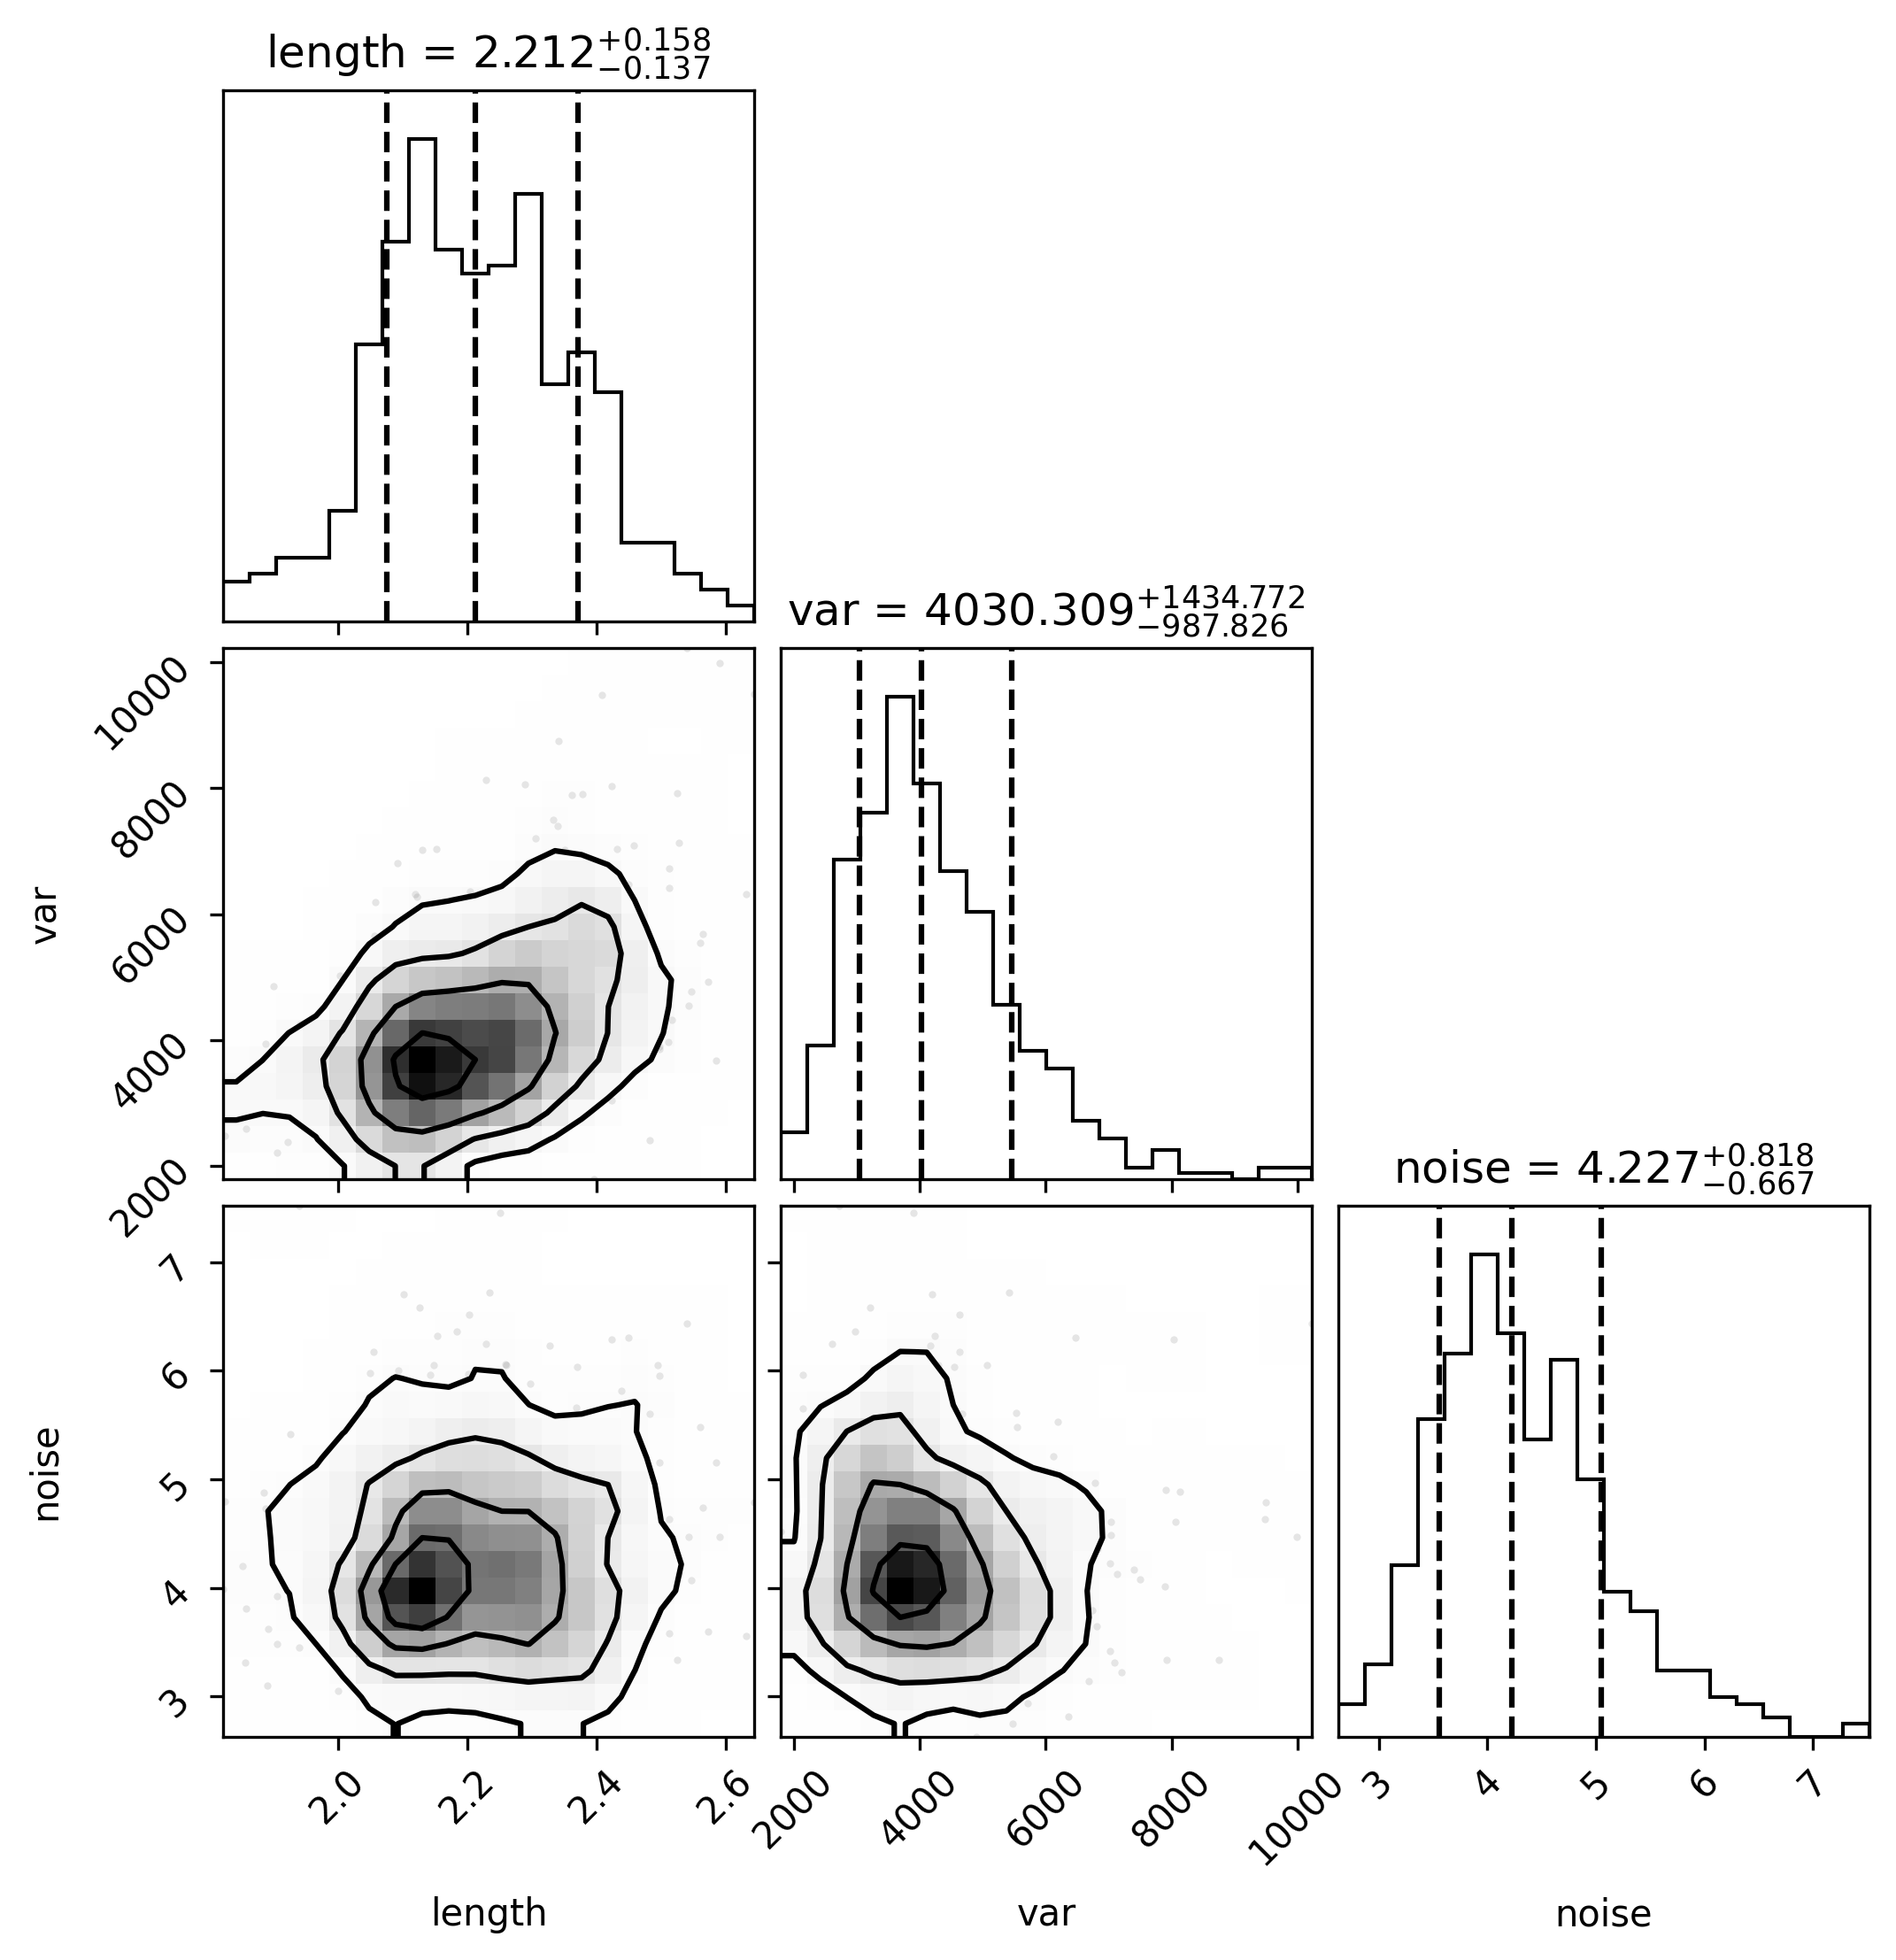 length = 2.212+0.158−0.137
var = 4030.309+1434.772−987.826
10000
8000
6000
4000
2000
var
noise = 4.227+0.818−0.667
7
6
5
4
3
noise
2.0 2.2 2.4 2.6
2000 4000 6000 8000 10000
3 4 5 6 7
length var noise